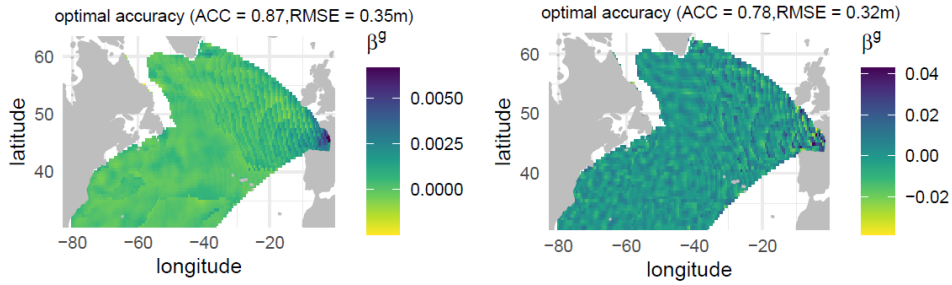 optimal accuracy (ACC = 0.87,RMSE = 0.35m)
βᵍ
60
50
40
latitude
−80
−60
−40
−20
longitude
0.0050
0.0025
0.0000
optimal accuracy (ACC = 0.78,RMSE = 0.32m)
βᵍ
60
50
40
latitude
−80
−60
−40
−20
longitude
0.04
0.02
0.00
−0.02